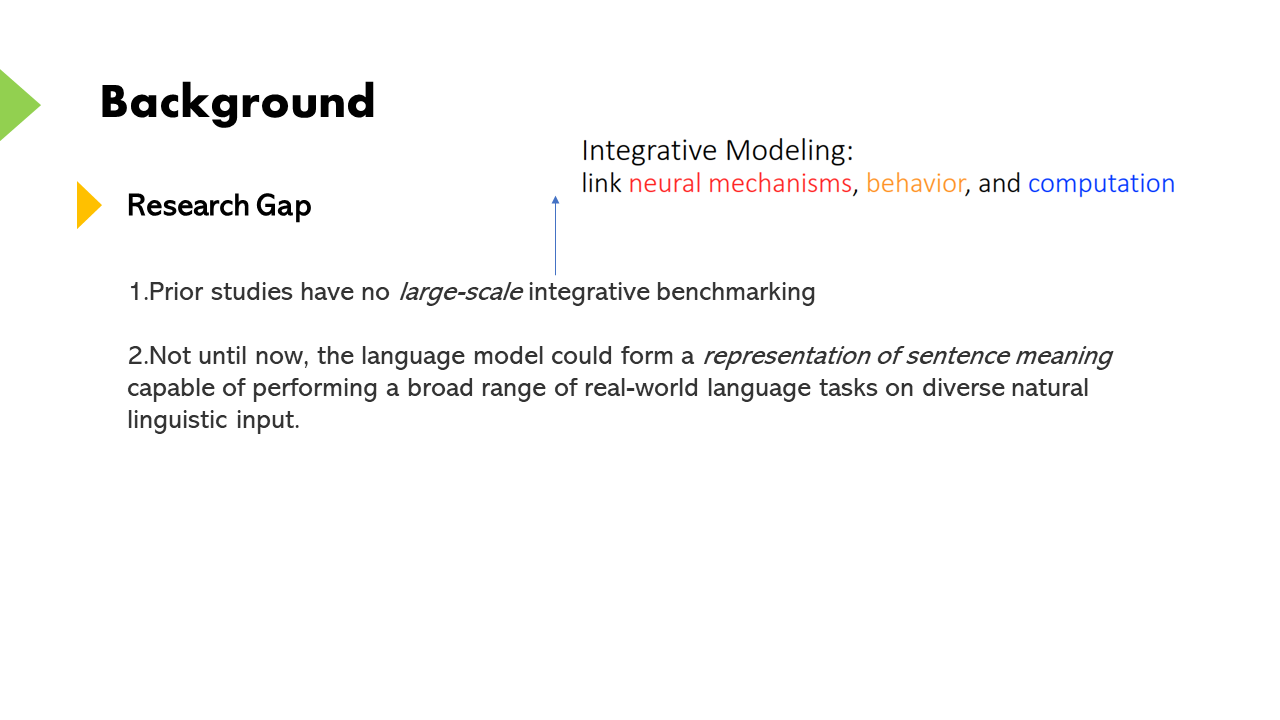 Background
Integrative Modeling:
link neural mechanisms, behavior, and computation
Research Gap
1.Prior studies have no large-scale integrative benchmarking
2.Not until now, the language model could form a representation of sentence meaning
capable of performing a broad range of real-world language tasks on diverse natural
linguistic input.